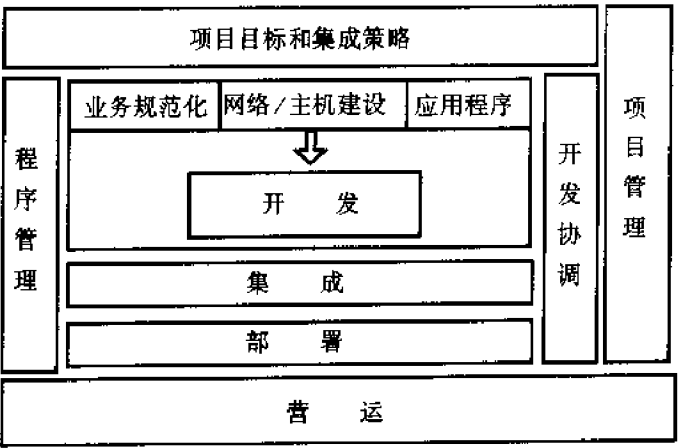 项目目标和集成策略
业务规范化
网络/主机建设
应用程序
开发
集成
部署
程序管理
开发协调
项目管理
营运